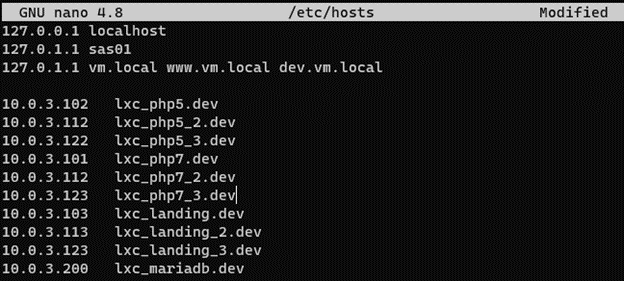 GNU nano 4.8 /etc/hosts Modified
127.0.0.1 localhost
127.0.1.1 sas01
127.0.1.1 vm.local www.vm.local dev.vm.local
10.0.3.102 lxc_php5.dev
10.0.3.112 lxc_php5_2.dev
10.0.3.122 lxc_php5_3.dev
10.0.3.101 lxc_php7.dev
10.0.3.112 lxc_php7_2.dev
10.0.3.123 lxc_php7_3.dev
10.0.3.103 lxc_landing.dev
10.0.3.113 lxc_landing_2.dev
10.0.3.123 lxc_landing_3.dev
10.0.3.200 lxc_mariadb.dev